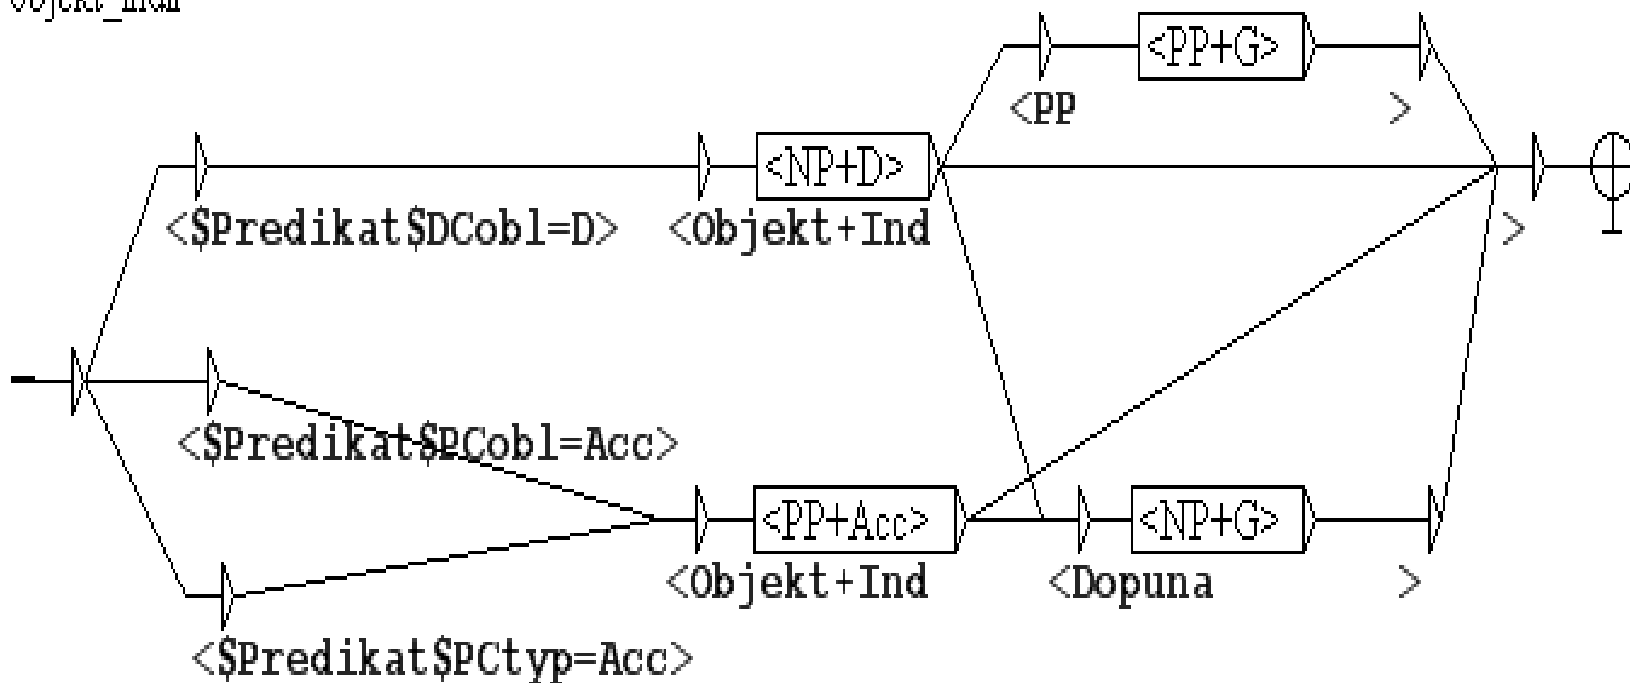 <PP+G>
<PP >
<NP+D>
<$Predikat$DCobl=D> <Objekt+Ind >
<$Predikat$PCobl=Acc>
<PP+Acc> <NP+G>
<Objekt+Ind <Dopuna >
<$Predikat$PCtyp=Acc>